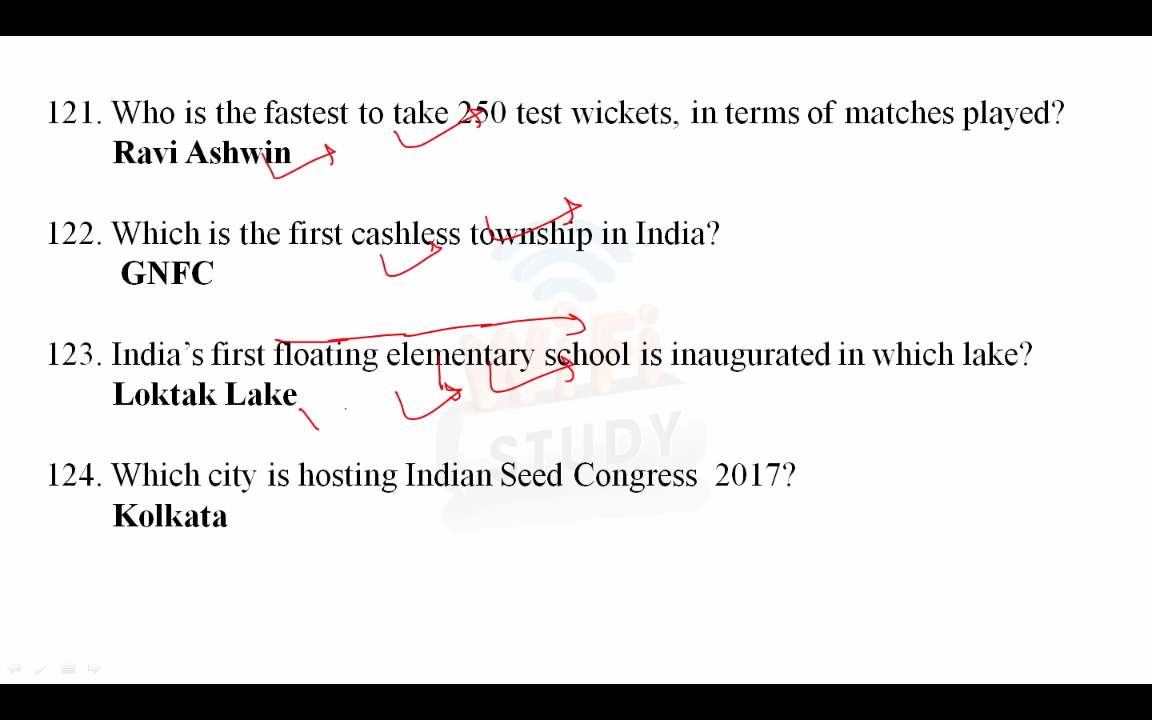 121. Who is the fastest to take 250 test wickets, in terms of matches played?
Ravi Ashwin
122. Which is the first cashless township in India?
GNFC
123. India's first floating elementary school is inaugurated in which lake?
Loktak Lake
124. Which city is hosting Indian Seed Congress 2017?
Kolkata
WiFi
STUDY